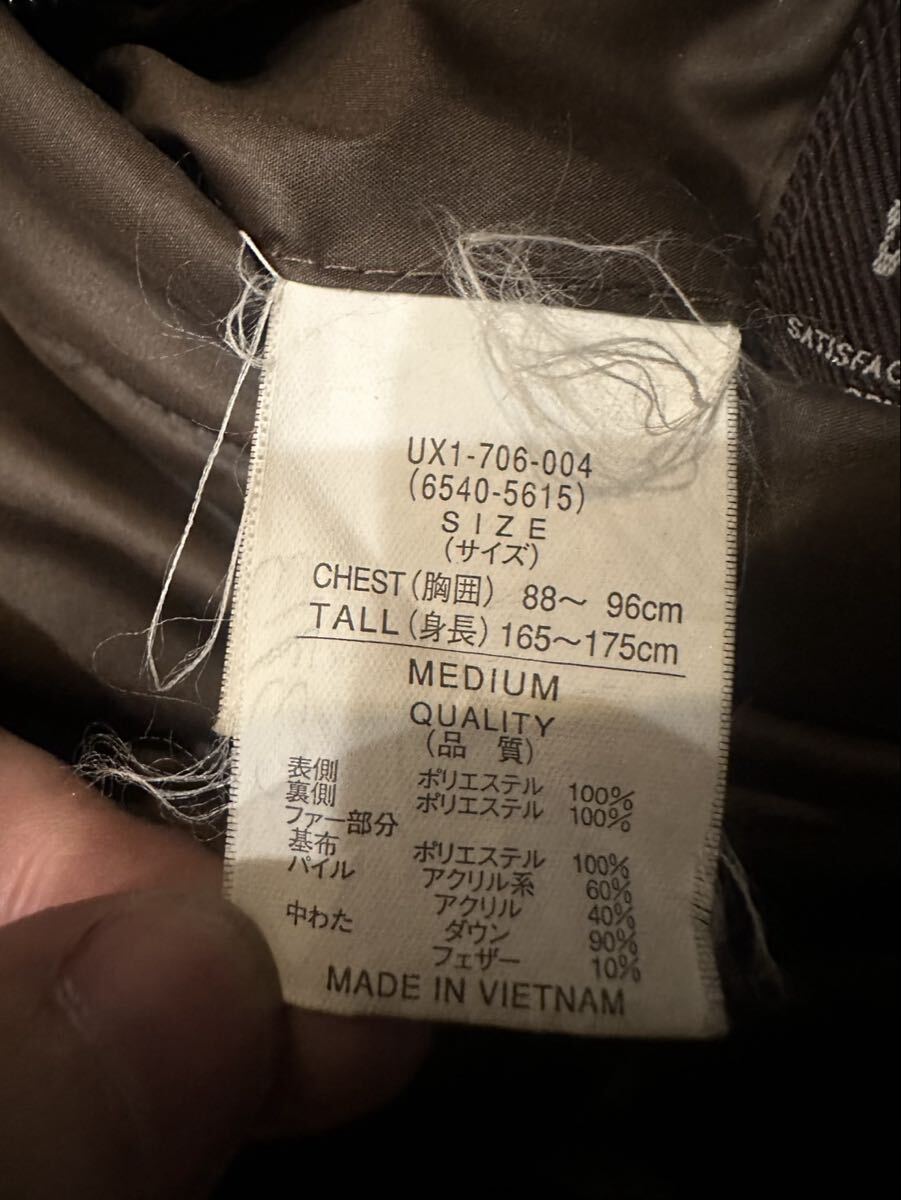 SATISFAC
UX1-706-004
(6540-5615)
SIZE
(サイズ)
CHEST(胸囲) 88～ 96cm
TALL(身長) 165～175cm
MEDIUM
QUALITY
(品 質)
表側 ポリエステル 100%
裏側 ポリエステル 100%
ファー部分
基布 ポリエステル 100%
パイル アクリル系 60%
アクリル 40%
中わた ダウン 90%
フェザー 10%
MADE IN VIETNAM